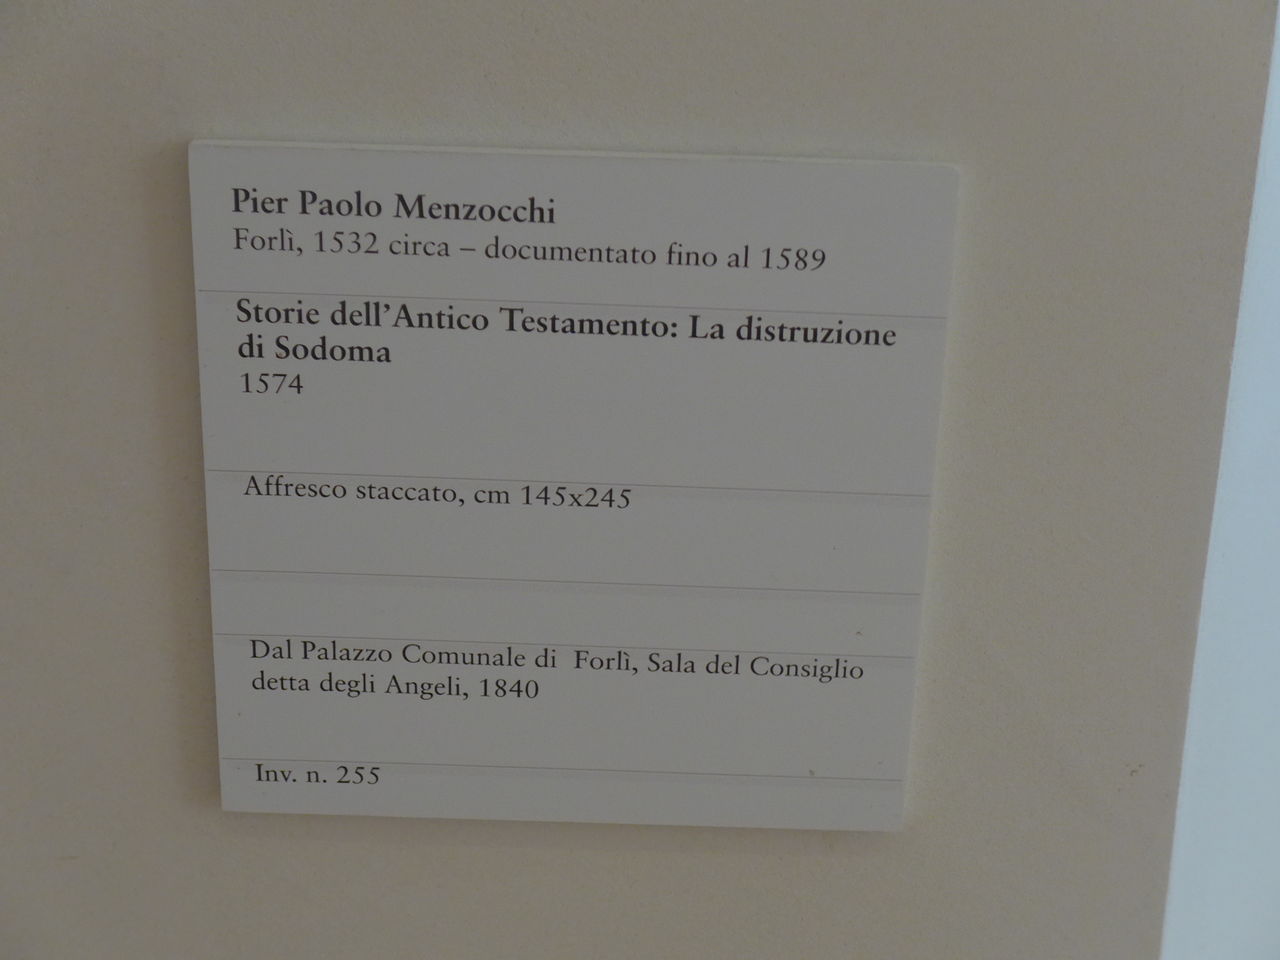 Pier Paolo Menzocchi
Forlì, 1532 circa – documentato fino al 1589
Storie dell'Antico Testamento: La distruzione
di Sodoma
1574
Affresco staccato, cm 145x245
Dal Palazzo Comunale di Forlì, Sala del Consiglio
detta degli Angeli, 1840
Inv. n. 255